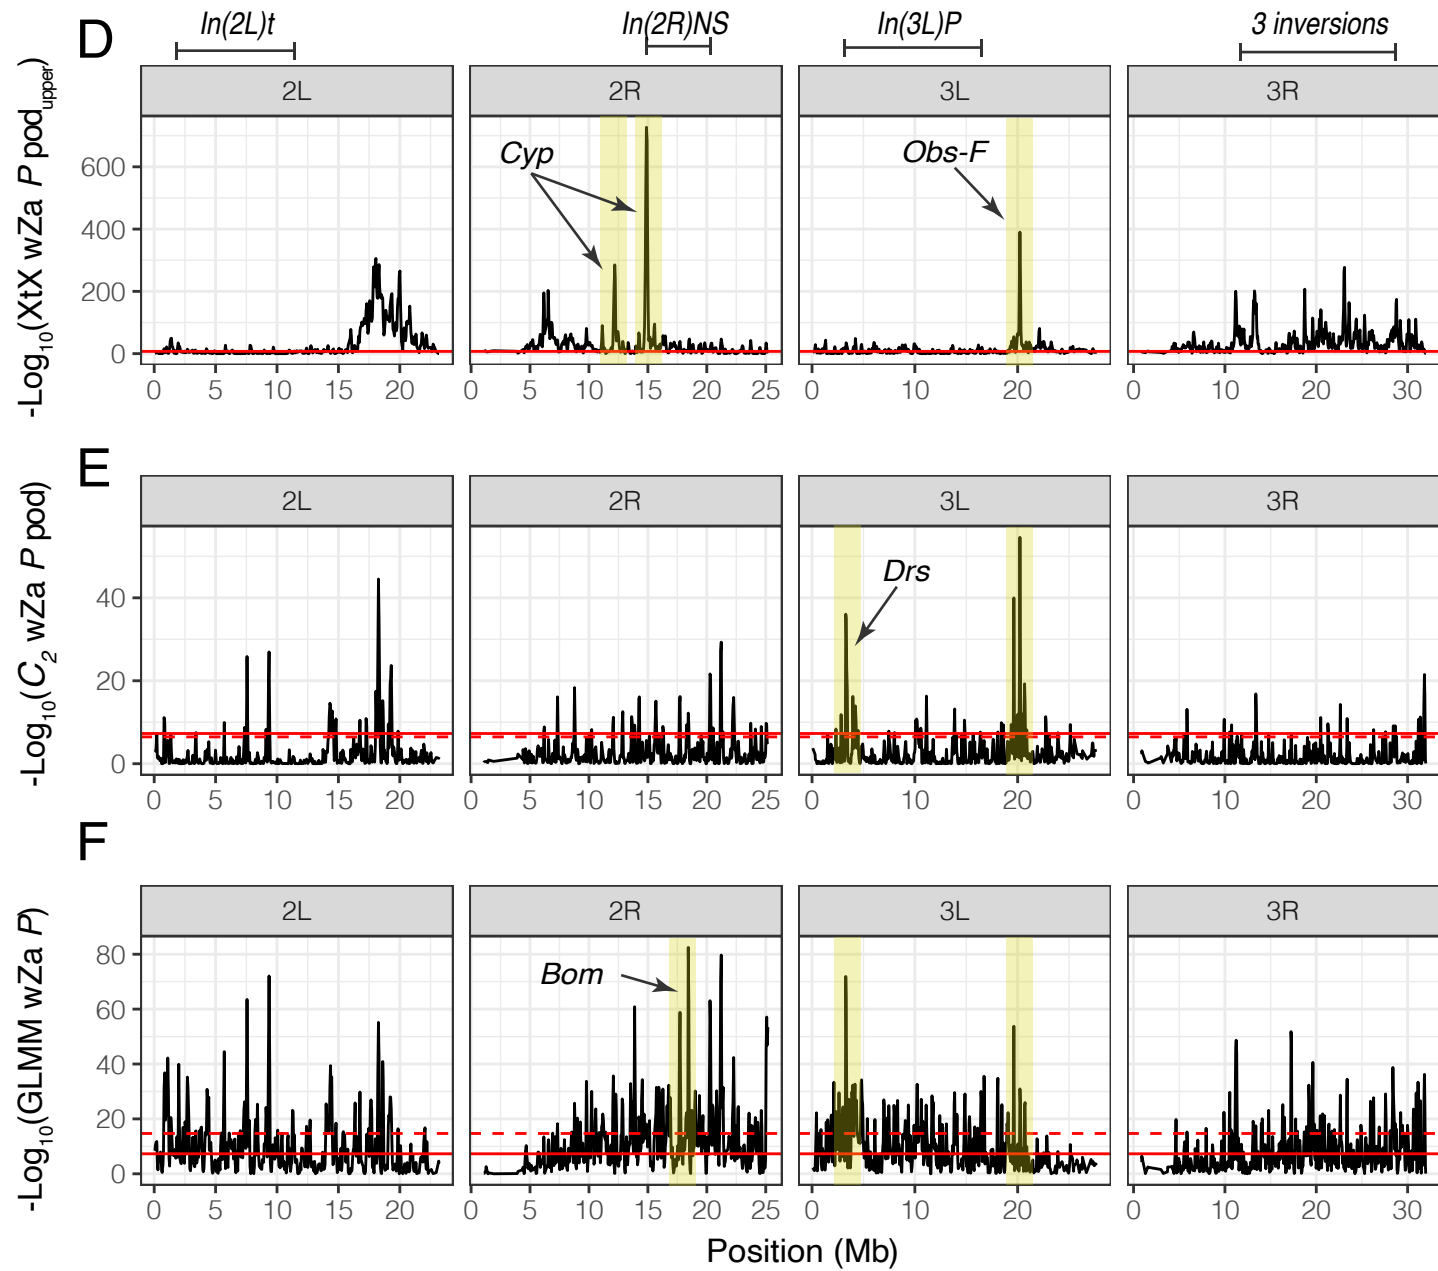 D
In(2L)t In(2R)NS In(3L)P 3 inversions
2L 2R 3L 3R
-Log10(XtX wZa P pod upper)
600
400
200
0
Cyp
Obs-F
0 5 10 15 20 0 5 10 15 20 25 0 10 20 0 10 20 30
E
2L 2R 3L 3R
-Log10(C2 wZa P pod)
40
20
0
Drs
0 5 10 15 20 0 5 10 15 20 25 0 10 20 0 10 20 30
F
2L 2R 3L 3R
-Log10(GLMM wZa P)
80
60
40
20
0
Bom
0 5 10 15 20 0 5 10 15 20 25 0 10 20 0 10 20 30
Position (Mb)